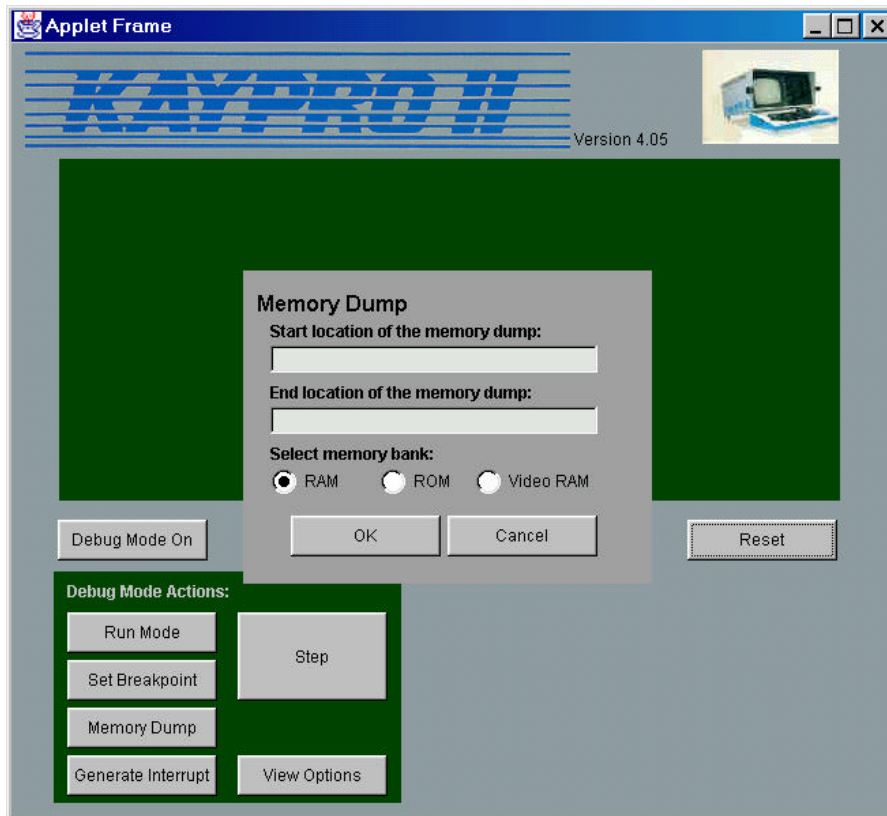 Applet Frame
KAYPRO II
Version 4.05
Memory Dump
Start location of the memory dump:
End location of the memory dump:
Select memory bank:
RAM ROM Video RAM
OK Cancel
Debug Mode On Reset
Debug Mode Actions:
Run Mode
Step
Set Breakpoint
Memory Dump
Generate Interrupt View Options